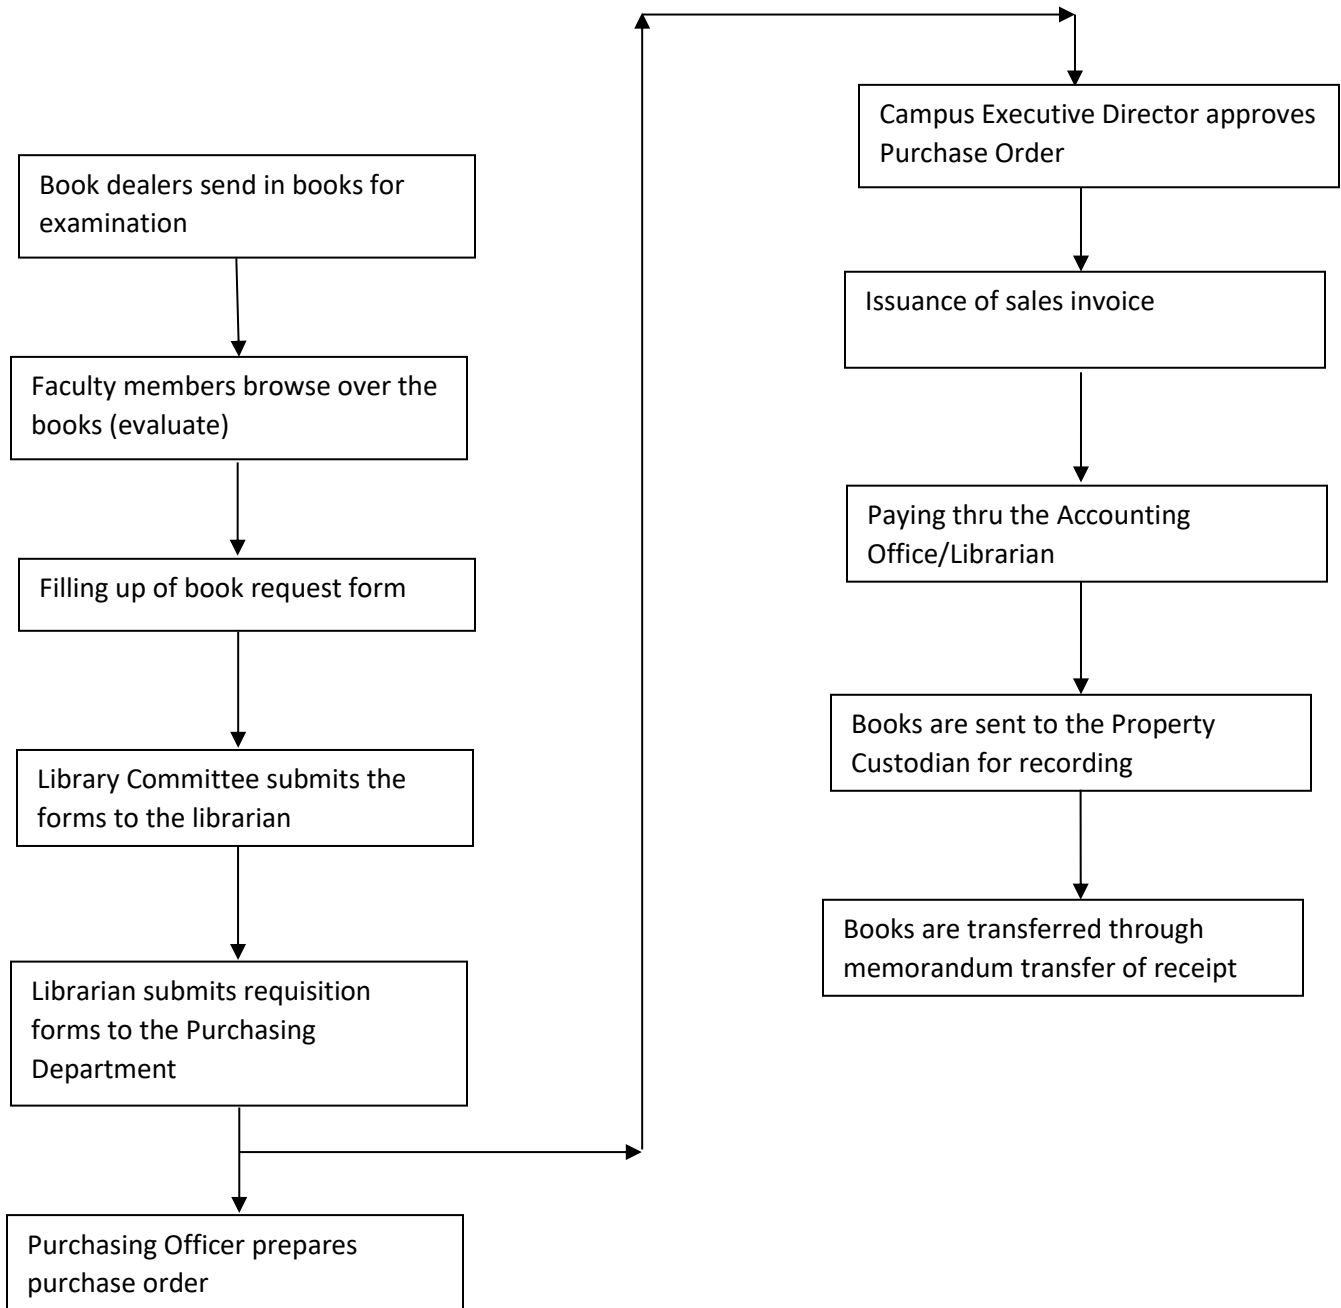 Book dealers send in books for
examination
Faculty members browse over the
books (evaluate)
Filling up of book request form
Library Committee submits the
forms to the librarian
Librarian submits requisition
forms to the Purchasing
Department
Purchasing Officer prepares
purchase order
Campus Executive Director approves
Purchase Order
Issuance of sales invoice
Paying thru the Accounting
Office/Librarian
Books are sent to the Property
Custodian for recording
Books are transferred through
memorandum transfer of receipt